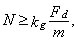 N ≥ k_g F_d/m,